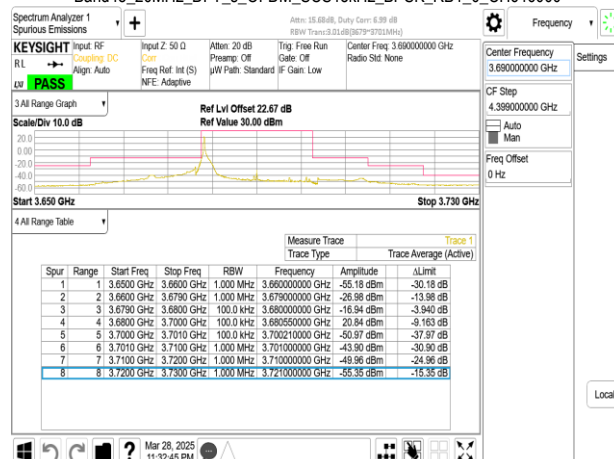 Spectrum Analyzer 1
Spurious Emissions
Attn: 15.68dB, Duty Corr: 6.99 dB
RBW Trans:3.01dB(3679*3701MHz)
Frequency
Settings
KEYSIGHT
RL
PASS
Input: RF
Coupling: DC
Align: Auto
Input Z: 50 Ω
Corr
Freq Ref: Int (S)
NFE: Adaptive
Atten: 20 dB
Preamp: Off
µW Path: Standard
Trig: Free Run
Gate: Off
IF Gain: Low
Center Freq: 3.690000000 GHz
Radio Std: None
Center Frequency
3.690000000 GHz
CF Step
4.399000000 GHz
Auto
Man
Freq Offset
0 Hz
3 All Range Graph
Scale/Div 10.0 dB
Ref Lvl Offset 22.67 dB
Ref Value 30.00 dBm
20.0
0.00
-20.0
-40.0
-60.0
Start 3.650 GHz
Stop 3.730 GHz
4 All Range Table
Measure Trace Trace 1
Trace Type Trace Average (Active)
Spur Range Start Freq Stop Freq RBW Frequency Amplitude ΔLimit
1 1 3.6500 GHz 3.6600 GHz 1.000 MHz 3.660000000 GHz -55.18 dBm -30.18 dB
2 2 3.6600 GHz 3.6790 GHz 1.000 MHz 3.679000000 GHz -26.98 dBm -13.98 dB
3 3 3.6790 GHz 3.6800 GHz 100.0 kHz 3.680000000 GHz -16.94 dBm -3.940 dB
4 4 3.6800 GHz 3.7000 GHz 100.0 kHz 3.680550000 GHz 20.84 dBm -9.163 dB
5 5 3.7000 GHz 3.7010 GHz 100.0 kHz 3.700210000 GHz -50.97 dBm -37.97 dB
6 6 3.7010 GHz 3.7100 GHz 1.000 MHz 3.701000000 GHz -43.90 dBm -30.90 dB
7 7 3.7100 GHz 3.7200 GHz 1.000 MHz 3.710000000 GHz -49.96 dBm -24.96 dB
8 8 3.7200 GHz 3.7300 GHz 1.000 MHz 3.721000000 GHz -55.35 dBm -15.35 dB
Local
Mar 28, 2025
11:32:45 PM